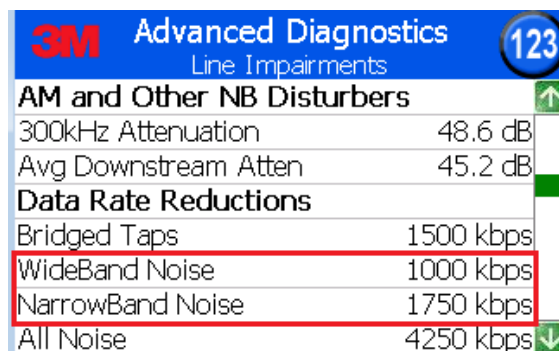 3M Advanced Diagnostics 123
Line Impairments
AM and Other NB Disturbers
300kHz Attenuation 48.6 dB
Avg Downstream Atten 45.2 dB
Data Rate Reductions
Bridged Taps 1500 kbps
WideBand Noise 1000 kbps
NarrowBand Noise 1750 kbps
All Noise 4250 kbps